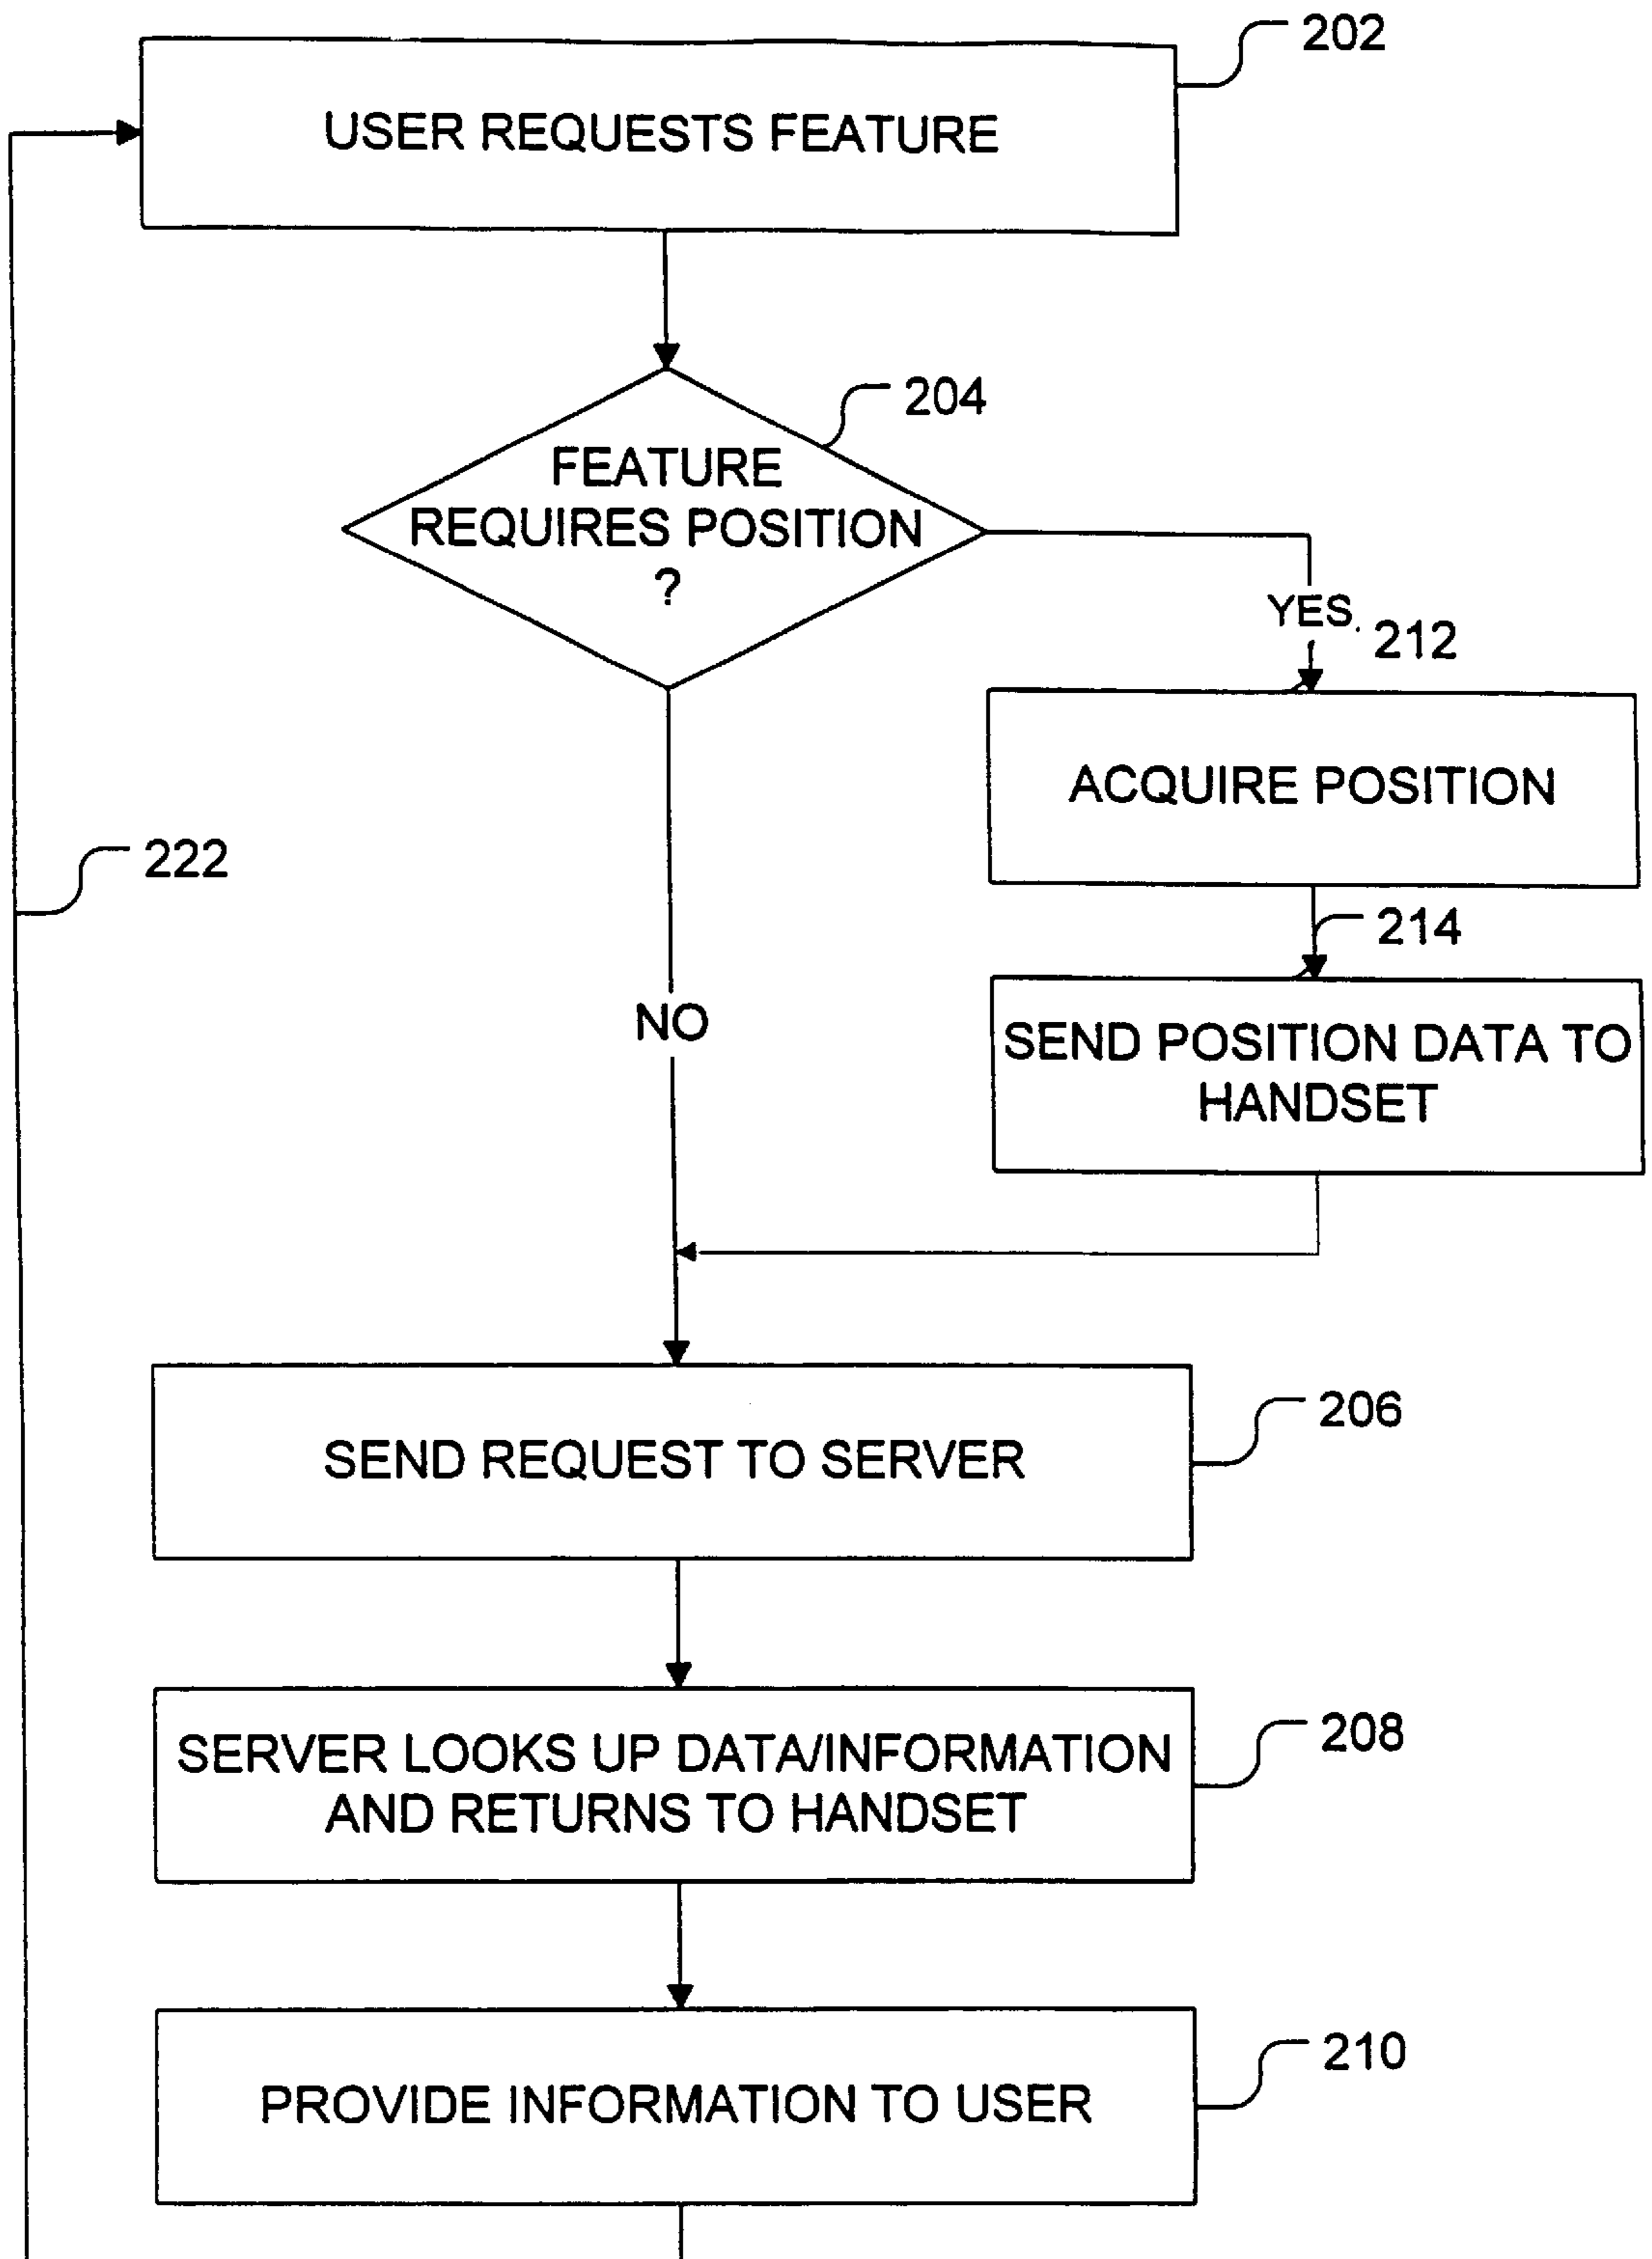 202
USER REQUESTS FEATURE
204
FEATURE
REQUIRES POSITION
?
YES
212
ACQUIRE POSITION
222
214
NO
SEND POSITION DATA TO
HANDSET
206
SEND REQUEST TO SERVER
208
SERVER LOOKS UP DATA/INFORMATION
AND RETURNS TO HANDSET
210
PROVIDE INFORMATION TO USER